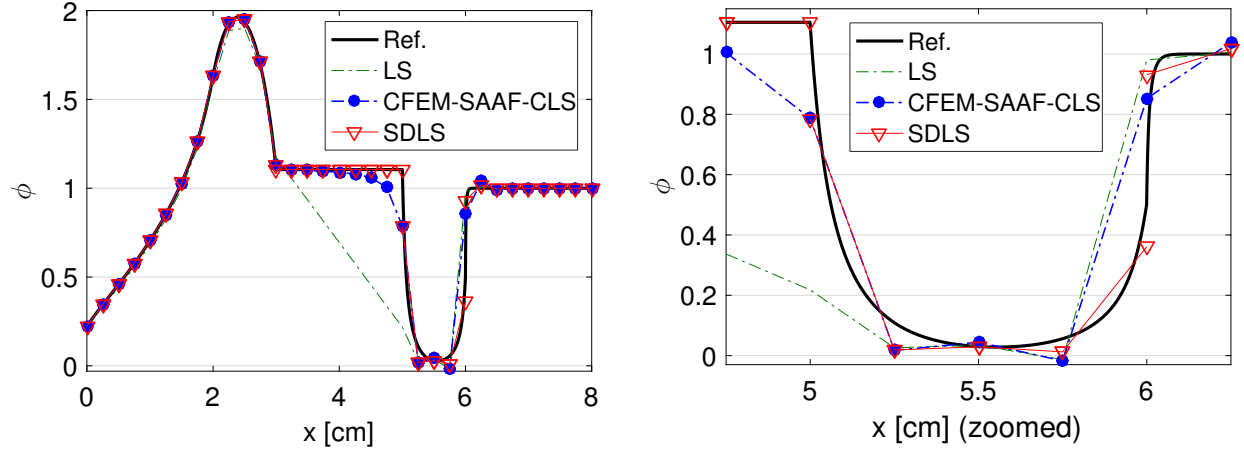 2
1.5
1
0.5
0
ϕ
0
2
4
6
8
x [cm]
Ref.
LS
CFEM-SAAF-CLS
SDLS
1
0.8
0.6
0.4
0.2
0
ϕ
5
5.5
6
x [cm] (zoomed)
Ref.
LS
CFEM-SAAF-CLS
SDLS